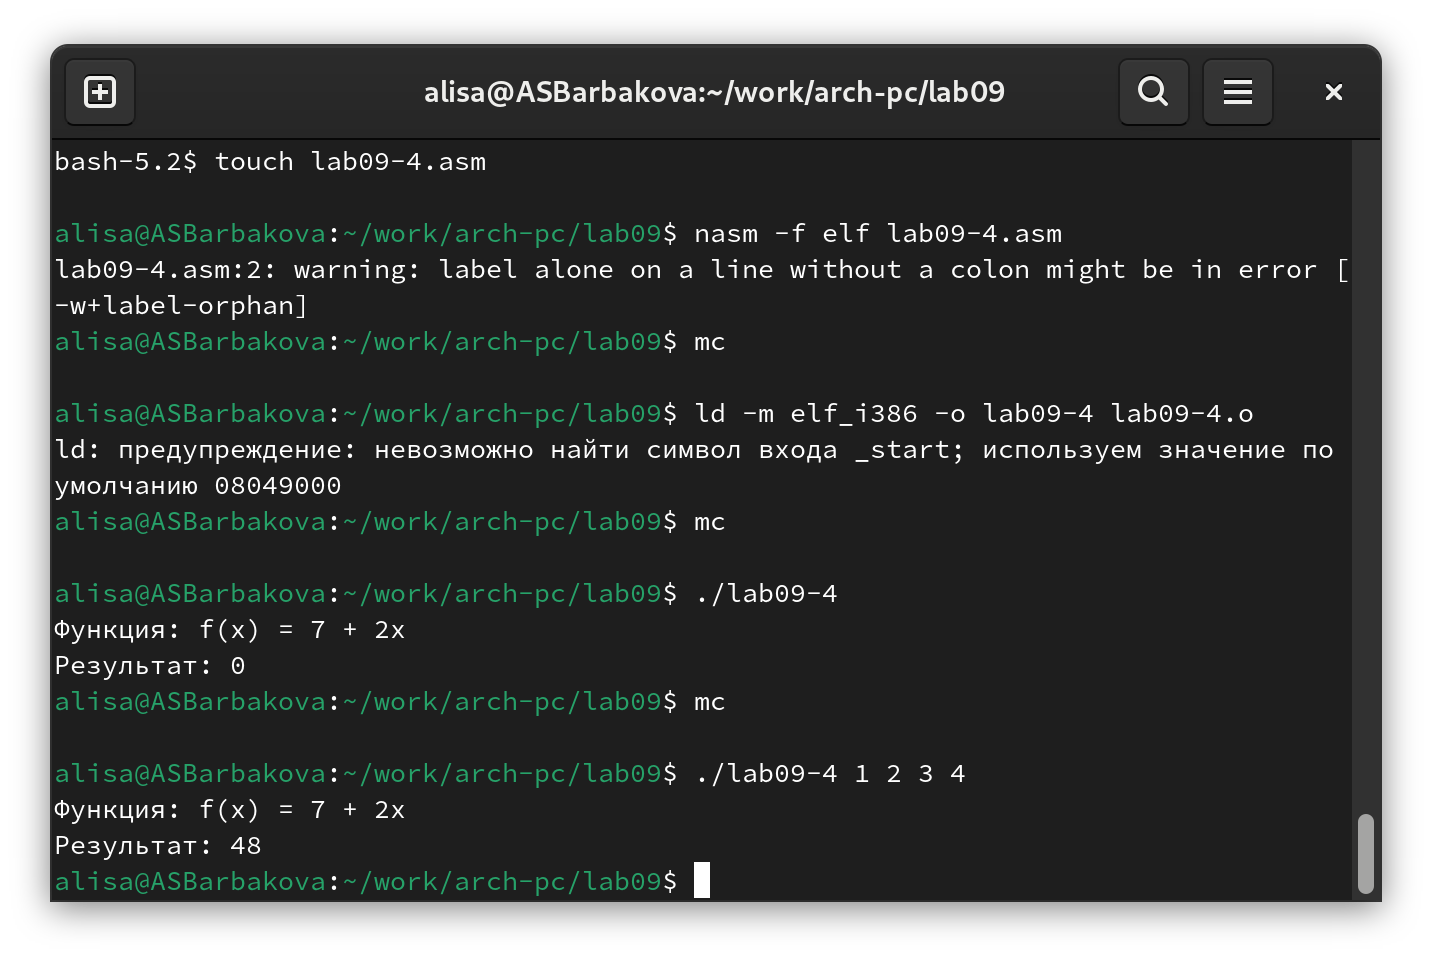 alisa@ASBarbakova:~/work/arch-pc/lab09
bash-5.2$ touch lab09-4.asm
alisa@ASBarbakova:~/work/arch-pc/lab09$ nasm -f elf lab09-4.asm
lab09-4.asm:2: warning: label alone on a line without a colon might be in error [
-w+label-orphan]
alisa@ASBarbakova:~/work/arch-pc/lab09$ mc
alisa@ASBarbakova:~/work/arch-pc/lab09$ ld -m elf_i386 -o lab09-4 lab09-4.o
ld: предупреждение: невозможно найти символ входа _start; используем значение по
умолчанию 08049000
alisa@ASBarbakova:~/work/arch-pc/lab09$ mc
alisa@ASBarbakova:~/work/arch-pc/lab09$ ./lab09-4
Функция: f(x) = 7 + 2x
Результат: 0
alisa@ASBarbakova:~/work/arch-pc/lab09$ mc
alisa@ASBarbakova:~/work/arch-pc/lab09$ ./lab09-4 1 2 3 4
Функция: f(x) = 7 + 2x
Результат: 48
alisa@ASBarbakova:~/work/arch-pc/lab09$